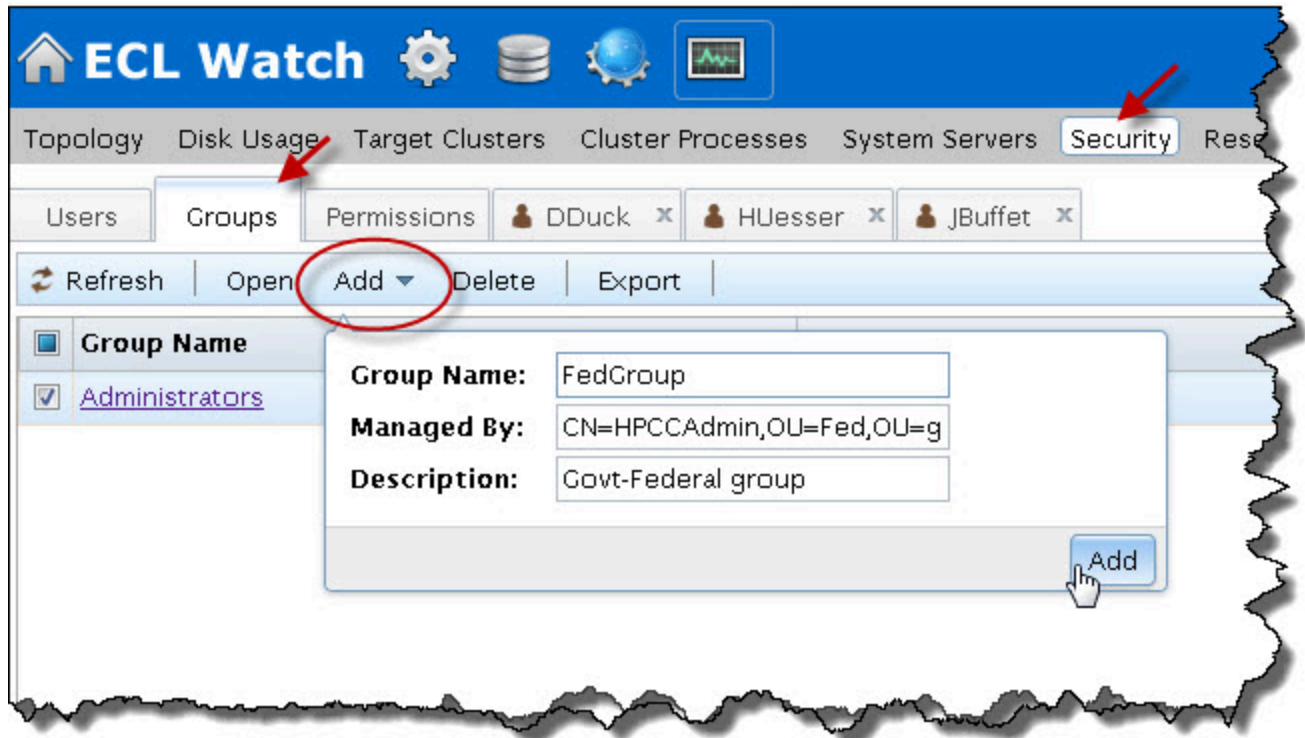 ECL Watch
Topology Disk Usage Target Clusters Cluster Processes System Servers Security
Users Groups Permissions DDuck x HUesser x JBuffet x
Refresh Open Add Delete Export
Group Name
Administrators
Group Name: FedGroup
Managed By: CN=HPCCAdmin,OU=Fed,OU=g
Description: Govt-Federal group
Add